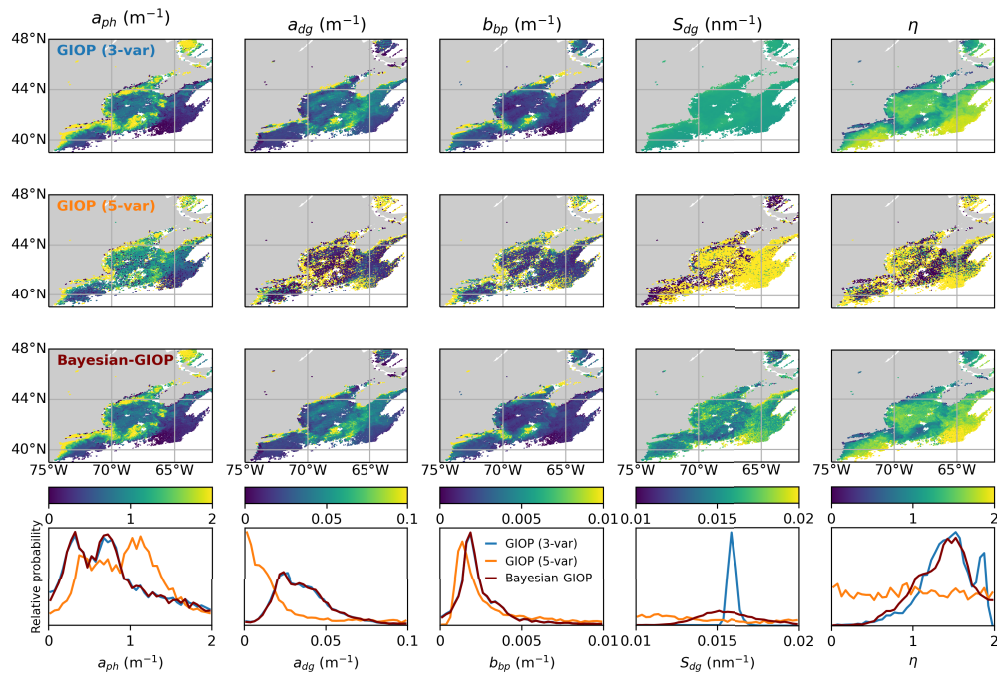 a_ph (m⁻¹) a_dg (m⁻¹) b_bp (m⁻¹) S_dg (nm⁻¹) η
48°N GIOP (3-var)
44°N
40°N
48°N GIOP (5-var)
44°N
40°N
48°N Bayesian-GIOP
44°N
40°N
75°W 70°W 65°W 75°W 70°W 65°W 75°W 70°W 65°W 75°W 70°W 65°W 75°W 70°W 65°W
0 1 2 0 0.05 0.1 0 0.005 0.010 0.01 0.015 0.02 0 1 2
Relative probability
GIOP (3-var)
GIOP (5-var)
Bayesian GIOP
0 1 2 0 0.05 0.1 0 0.005 0.010 0.01 0.015 0.02 0 1 2
a_ph (m⁻¹) a_dg (m⁻¹) b_bp (m⁻¹) S_dg (nm⁻¹) η